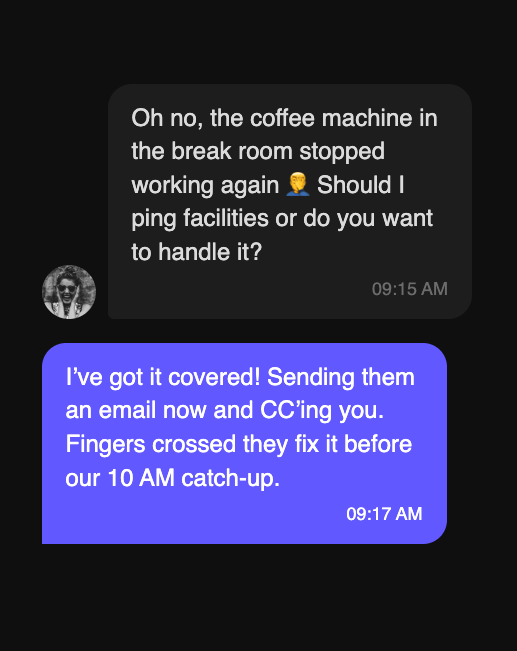 Oh no, the coffee machine in
the break room stopped
working again 🤦‍♂️ Should I
ping facilities or do you want
to handle it?
09:15 AM
I’ve got it covered! Sending them
an email now and CC’ing you.
Fingers crossed they fix it before
our 10 AM catch-up.
09:17 AM